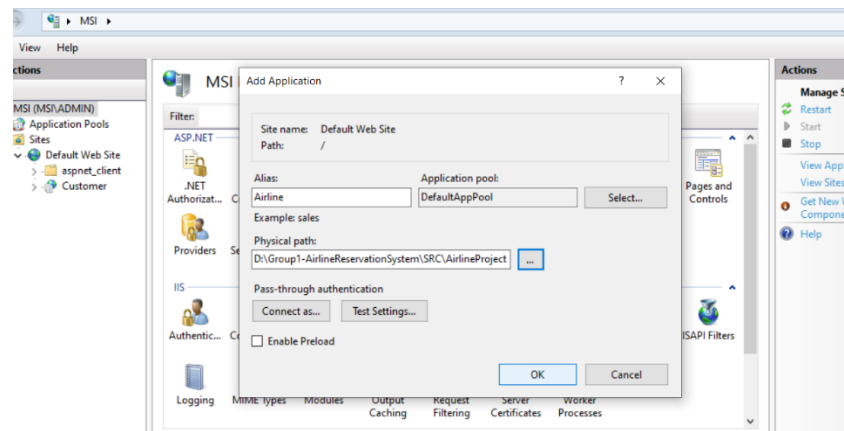 MSI
View Help
ctions
MSI (MSI\ADMIN)
Application Pools
Sites
Default Web Site
aspnet_client
Customer
MSI
Filter:
ASP.NET
.NET
Authorizat...
Providers
IIS
Authentic...
Logging MIME Types Modules Output
Caching Request
Filtering Server
Certificates Worker
Processes
Pages and
Controls
ISAPI Filters
Add Application ?
Site name: Default Web Site
Path: /
Alias: Application pool:
Airline DefaultAppPool Select...
Example: sales
Physical path:
D:\Group1-AirlineReservationSystem\SRC\AirlineProject ...
Pass-through authentication
Connect as... Test Settings...
Enable Preload
OK Cancel
Actions
Manage S
Restart
Start
Stop
View App
View Sites
Get New
Compone
Help